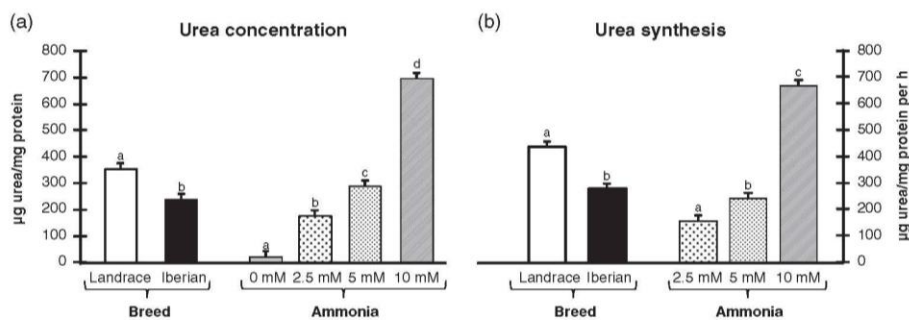 (a)
Urea concentration
µg urea/mg protein
800
700
600
500
400
300
200
100
0
a
b
a
b
c
d
Landrace Iberian
0 mM 2.5 mM 5 mM 10 mM
Breed
Ammonia
(b)
Urea synthesis
800
700
600
500
400
300
200
100
0
µg urea/mg protein per h
a
b
a
b
c
Landrace Iberian
2.5 mM 5 mM 10 mM
Breed
Ammonia